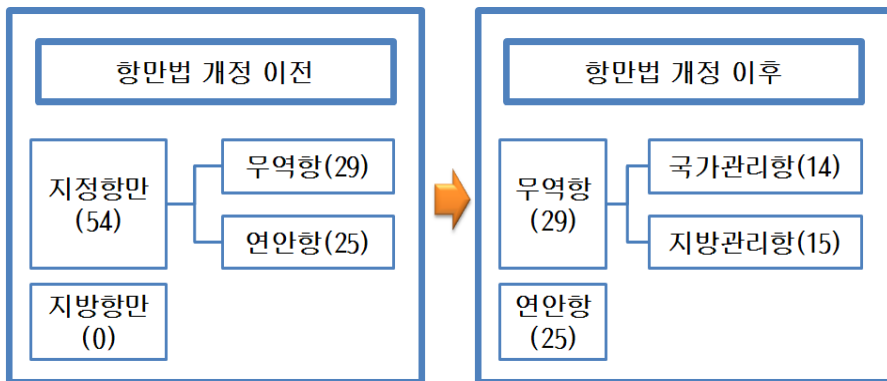 항만법 개정 이전
지정항만
(54)
무역항(29)
연안항(25)
지방항만
(0)
항만법 개정 이후
무역항
(29)
국가관리항(14)
지방관리항(15)
연안항
(25)